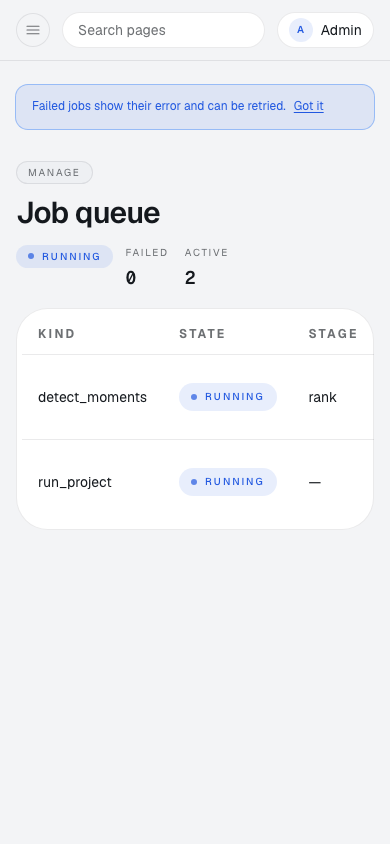 Search pages
A Admin
Failed jobs show their error and can be retried. Got it
MANAGE
Job queue
RUNNING
FAILED ACTIVE
0 2
KIND STATE STAGE
detect_moments RUNNING rank
run_project RUNNING —